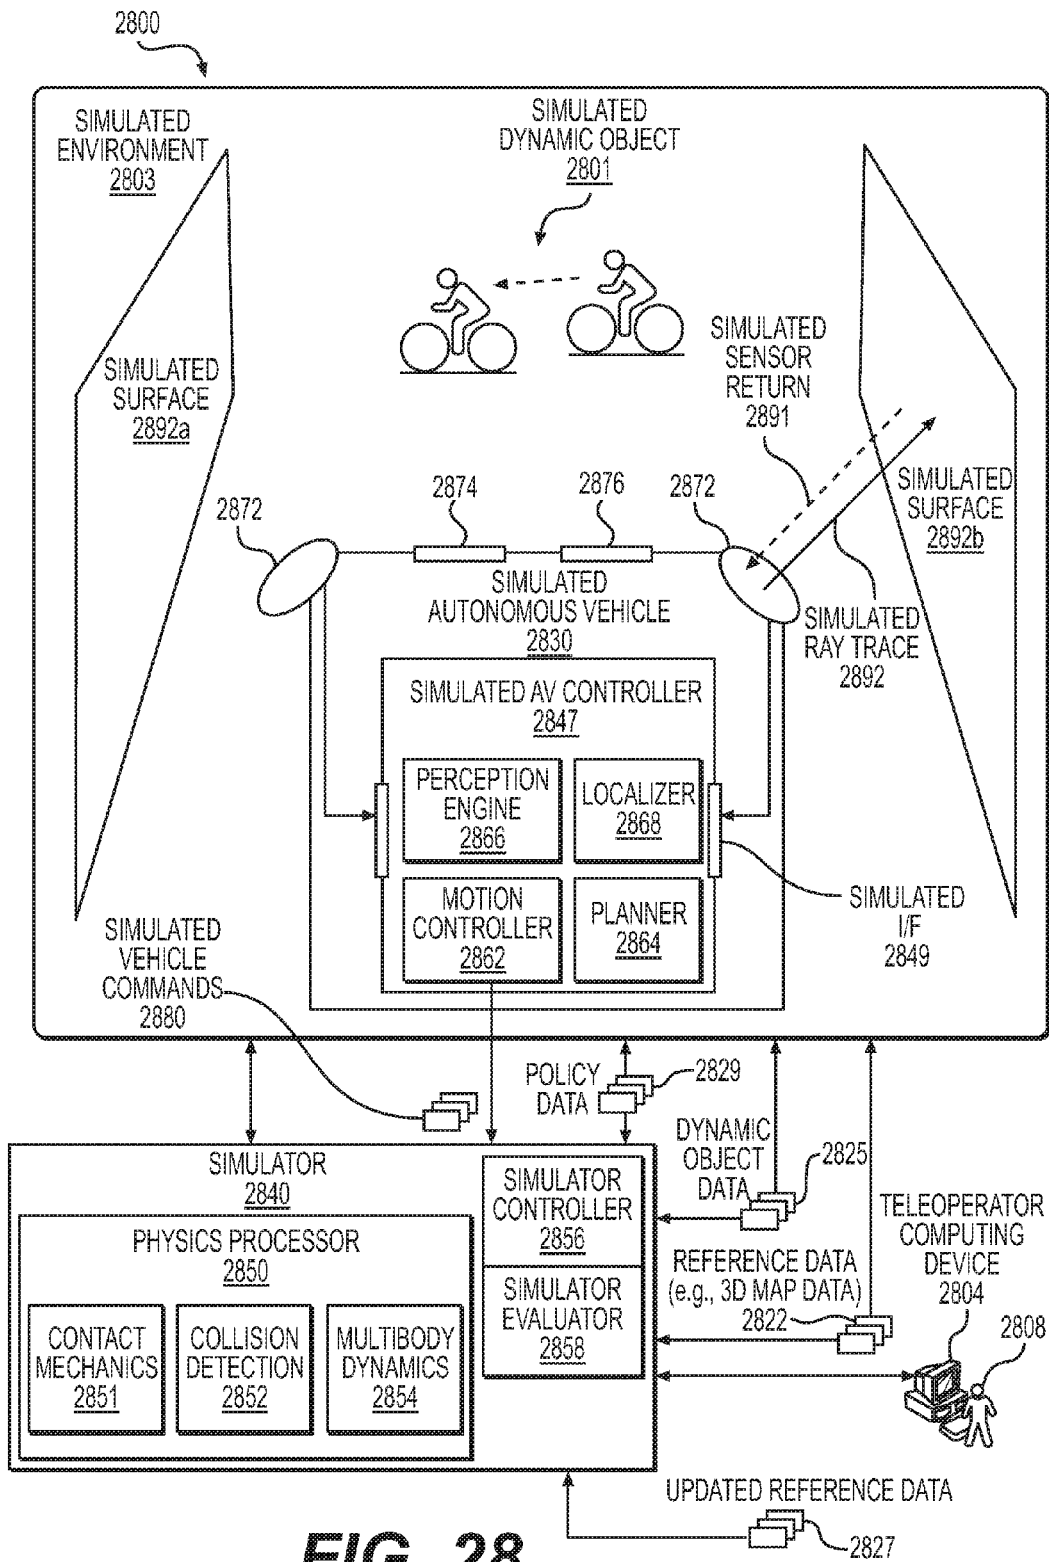 2800
SIMULATED
ENVIRONMENT
2803
SIMULATED
DYNAMIC OBJECT
2801
SIMULATED
SENSOR
RETURN
2891
SIMULATED
SURFACE
2892a
SIMULATED
SURFACE
2892b
2872
2874
2876
2872
SIMULATED
AUTONOMOUS VEHICLE
2830
SIMULATED
RAY TRACE
2892
SIMULATED AV CONTROLLER
2847
PERCEPTION
ENGINE
2866
LOCALIZER
2868
MOTION
CONTROLLER
2862
PLANNER
2864
SIMULATED
I/F
2849
SIMULATED
VEHICLE
COMMANDS
2880
POLICY
DATA
2829
DYNAMIC
OBJECT
DATA
2825
SIMULATOR
2840
SIMULATOR
CONTROLLER
2856
SIMULATOR
EVALUATOR
2858
PHYSICS PROCESSOR
2850
CONTACT
MECHANICS
2851
COLLISION
DETECTION
2852
MULTIBODY
DYNAMICS
2854
REFERENCE DATA
(e.g., 3D MAP DATA)
2822
TELEOPERATOR
COMPUTING
DEVICE
2804
2808
UPDATED REFERENCE DATA
2827
FIG. 28